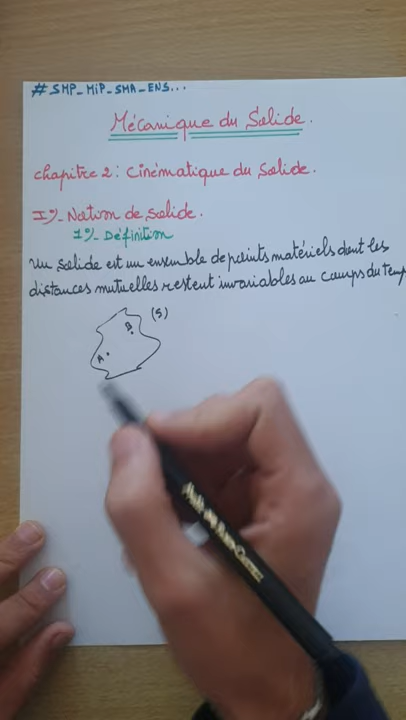 #SMP_MiP_SMA_ENS...
Mécanique du Solide.
Chapitre 2: Cinématique du Solide.
I°/- Notion de solide.
1°/- Définition
Un solide est un ensemble de points matériels dont les
distances mutuelles restent invariables au cours du temp
(S)
B
A